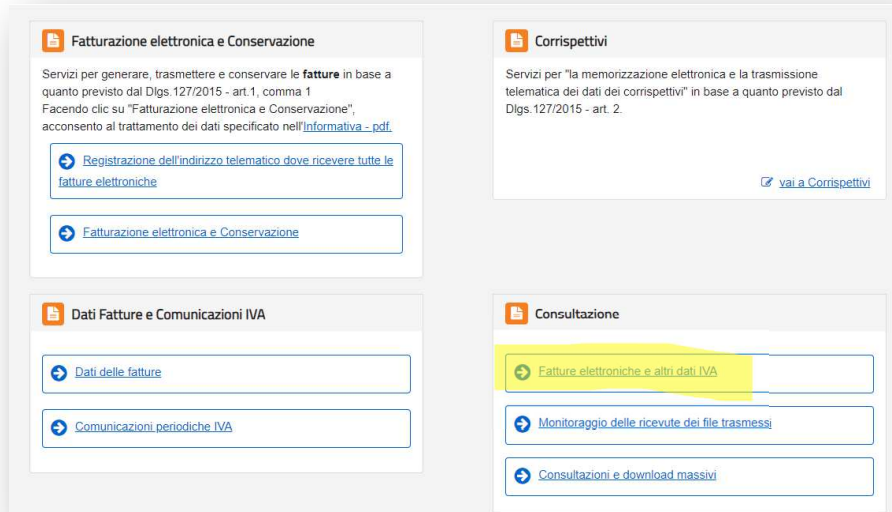 Fatturazione elettronica e Conservazione
Servizi per generare, trasmettere e conservare le fatture in base a
quanto previsto dal Dlgs.127/2015 - art.1, comma 1
Facendo clic su "Fatturazione elettronica e Conservazione",
acconsento al trattamento dei dati specificato nell'Informativa - pdf.
Registrazione dell'indirizzo telematico dove ricevere tutte le
fatture elettroniche
Fatturazione elettronica e Conservazione
Corrispettivi
Servizi per "la memorizzazione elettronica e la trasmissione
telematica dei dati dei corrispettivi" in base a quanto previsto dal
Dlgs.127/2015 - art. 2.
vai a Corrispettivi
Dati Fatture e Comunicazioni IVA
Dati delle fatture
Comunicazioni periodiche IVA
Consultazione
Fatture elettroniche e altri dati IVA
Monitoraggio delle ricevute dei file trasmessi
Consultazioni e download massivi